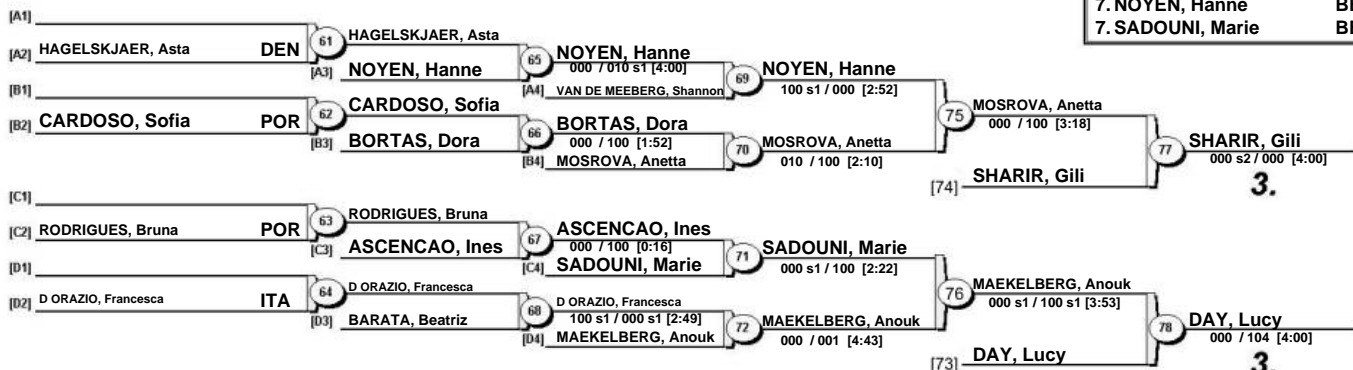 7. NOYEN, Hanne
7. SADOUNI, Marie
[A1]
HAGELSKJAER, Asta
[A2] HAGELSKJAER, Asta DEN
61
[A3] NOYEN, Hanne
65
NOYEN, Hanne
000 / 010 s1 [4:00]
[A4] VAN DE MEEBERG, Shannon
69
NOYEN, Hanne
100 s1 / 000 [2:52]
[B1]
CARDOSO, Sofia
[B2] CARDOSO, Sofia POR
62
[B3] BORTAS, Dora
66
BORTAS, Dora
000 / 100 [1:52]
[B4] MOSROVA, Anetta
70
MOSROVA, Anetta
010 / 100 [2:10]
75
MOSROVA, Anetta
000 / 100 [3:18]
[74] SHARIR, Gili
77
SHARIR, Gili
000 s2 / 000 [4:00]
3.
[C1]
RODRIGUES, Bruna
[C2] RODRIGUES, Bruna POR
63
[C3] ASCENCAO, Ines
67
ASCENCAO, Ines
000 / 100 [0:16]
[C4] SADOUNI, Marie
71
SADOUNI, Marie
000 s1 / 100 [2:22]
[D1]
D ORAZIO, Francesca
[D2] D ORAZIO, Francesca ITA
64
[D3] BARATA, Beatriz
68
D ORAZIO, Francesca
100 s1 / 000 s1 [2:49]
[D4] MAEKELBERG, Anouk
72
MAEKELBERG, Anouk
000 / 001 [4:43]
76
MAEKELBERG, Anouk
000 s1 / 100 s1 [3:53]
[73] DAY, Lucy
78
DAY, Lucy
000 / 104 [4:00]
3.